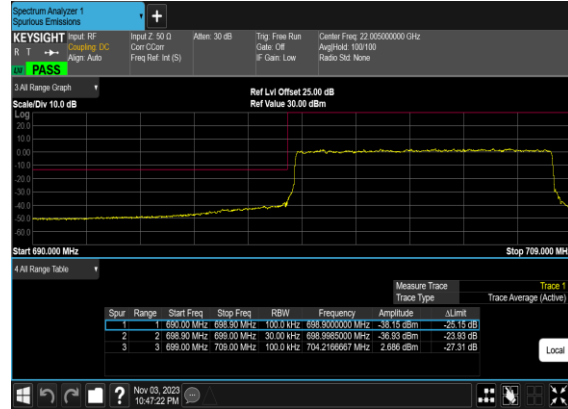 Spectrum Analyzer 1
Spurious Emissions
+
KEYSIGHT Input: RF Input Z: 50 Ω Atten: 30 dB Trig: Free Run Center Freq: 22.005000000 GHz
R T Coupling: DC Corr CCorr Gate: Off Avg|Hold: 100/100
Align: Auto Freq Ref: Int (S) IF Gain: Low Radio Std: None
LM PASS
3 All Range Graph
Ref Lvl Offset 25.00 dB
Scale/Div 10.0 dB Ref Value 30.00 dBm
Log
20.0
10.0
0.00
-10.0
-20.0
-30.0
-40.0
-50.0
-60.0
Start 690.000 MHz Stop 709.000 MH
4 All Range Table
Measure Trace Trace 1
Trace Type Trace Average (Active)
Spur Range Start Freq Stop Freq RBW Frequency Amplitude ΔLimit
1 1 690.00 MHz 698.90 MHz 100.0 kHz 698.9000000 MHz -38.15 dBm -25.15 dB
2 2 698.90 MHz 699.00 MHz 30.00 kHz 698.9985000 MHz -36.93 dBm -23.93 dB
3 3 699.00 MHz 709.00 MHz 100.0 kHz 704.2166667 MHz 2.686 dBm -27.31 dB
Local
? Nov 03, 2023
10:47:22 PM